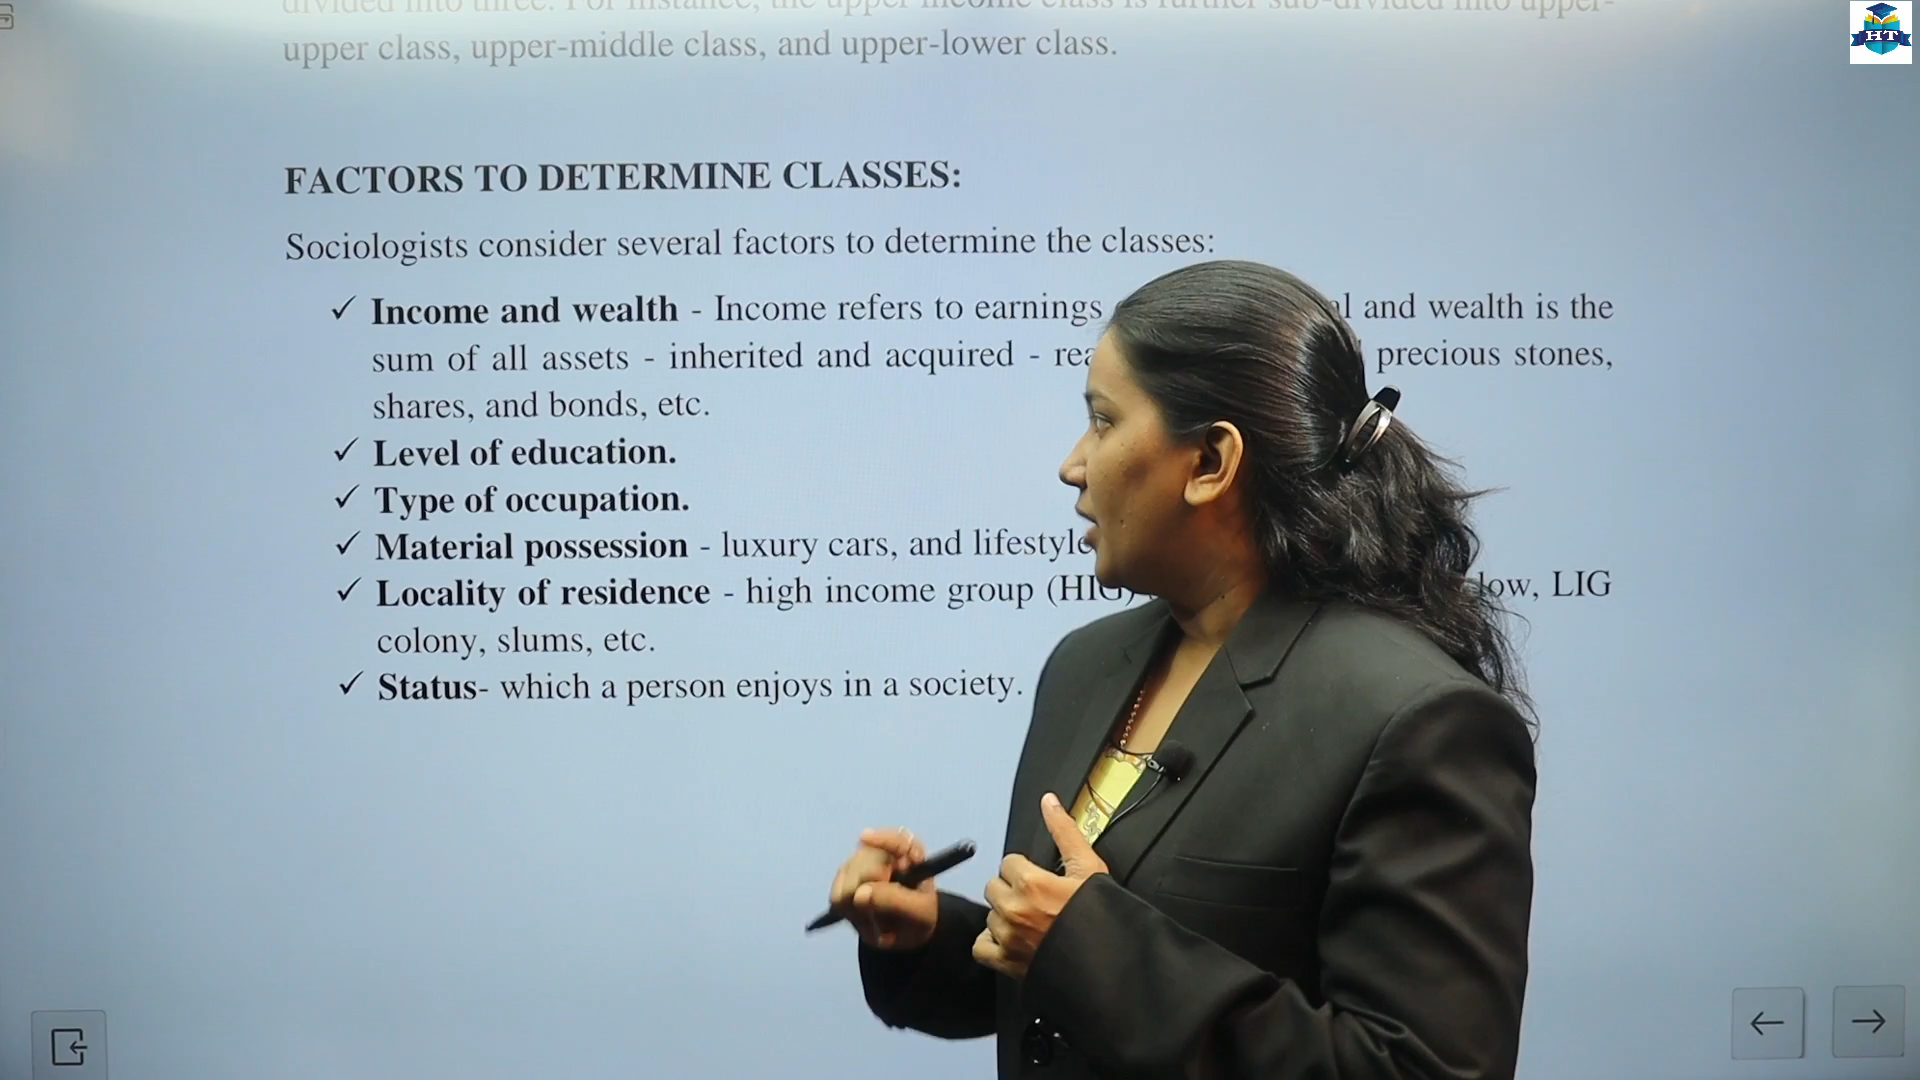 divided into three. For instance, the upper income class is further sub-divided into upper-
upper class, upper-middle class, and upper-lower class.
HT
FACTORS TO DETERMINE CLASSES:
Sociologists consider several factors to determine the classes:
✓ Income and wealth - Income refers to earnings and wealth is the
sum of all assets - inherited and acquired - precious stones,
shares, and bonds, etc.
✓ Level of education.
✓ Type of occupation.
✓ Material possession - luxury cars, and lifestyle
✓ Locality of residence - high income group (HIG) LIG
colony, slums, etc.
✓ Status- which a person enjoys in a society.